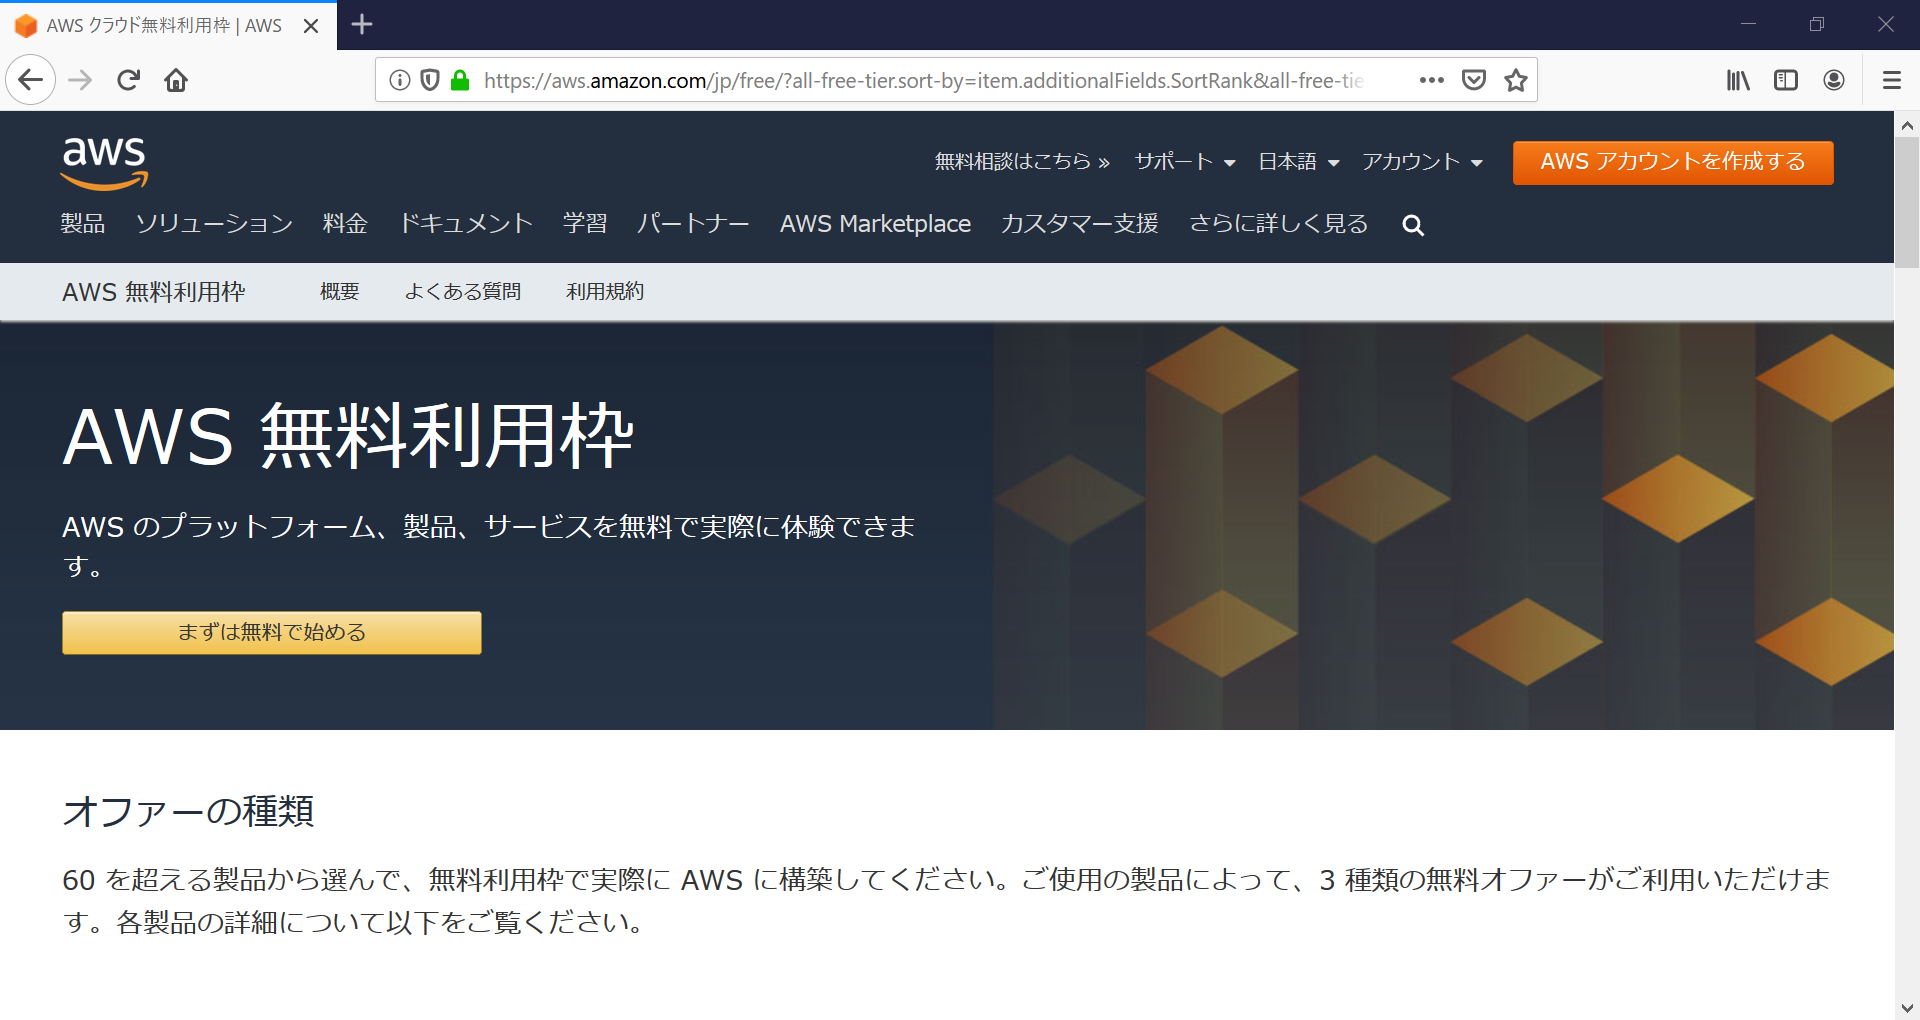 AWS クラウド無料利用枠 | AWS
https://aws.amazon.com/jp/free/?all-free-tier.sort-by=item.additionalFields.SortRank&all-free-tie
aws
無料相談はこちら » サポート 日本語 アカウント AWS アカウントを作成する
製品 ソリューション 料金 ドキュメント 学習 パートナー AWS Marketplace カスタマー支援 さらに詳しく見る
AWS 無料利用枠 概要 よくある質問 利用規約
AWS 無料利用枠
AWS のプラットフォーム、製品、サービスを無料で実際に体験できま
す。
まずは無料で始める
オファーの種類
60 を超える製品から選んで、無料利用枠で実際に AWS に構築してください。ご使用の製品によって、3 種類の無料オファーがご利用いただけま
す。各製品の詳細について以下をご覧ください。